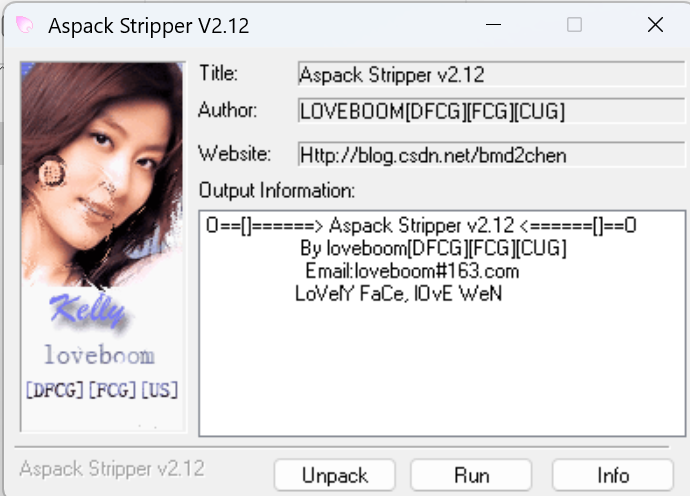 Aspack Stripper V2.12
Title:
Aspack Stripper v2.12
Author:
LOVEBOOM[DFCG][FCG][CUG]
Website:
Http://blog.csdn.net/bmd2chen
Output Information:
O==[]======> Aspack Stripper v2.12 <======[]==O
By loveboom[DFCG][FCG][CUG]
Email:loveboom#163.com
LoVelY FaCe, lOvE WeN
Kelly
loveboom
[DFCG][FCG][US]
Aspack Stripper v2.12
Unpack
Run
Info